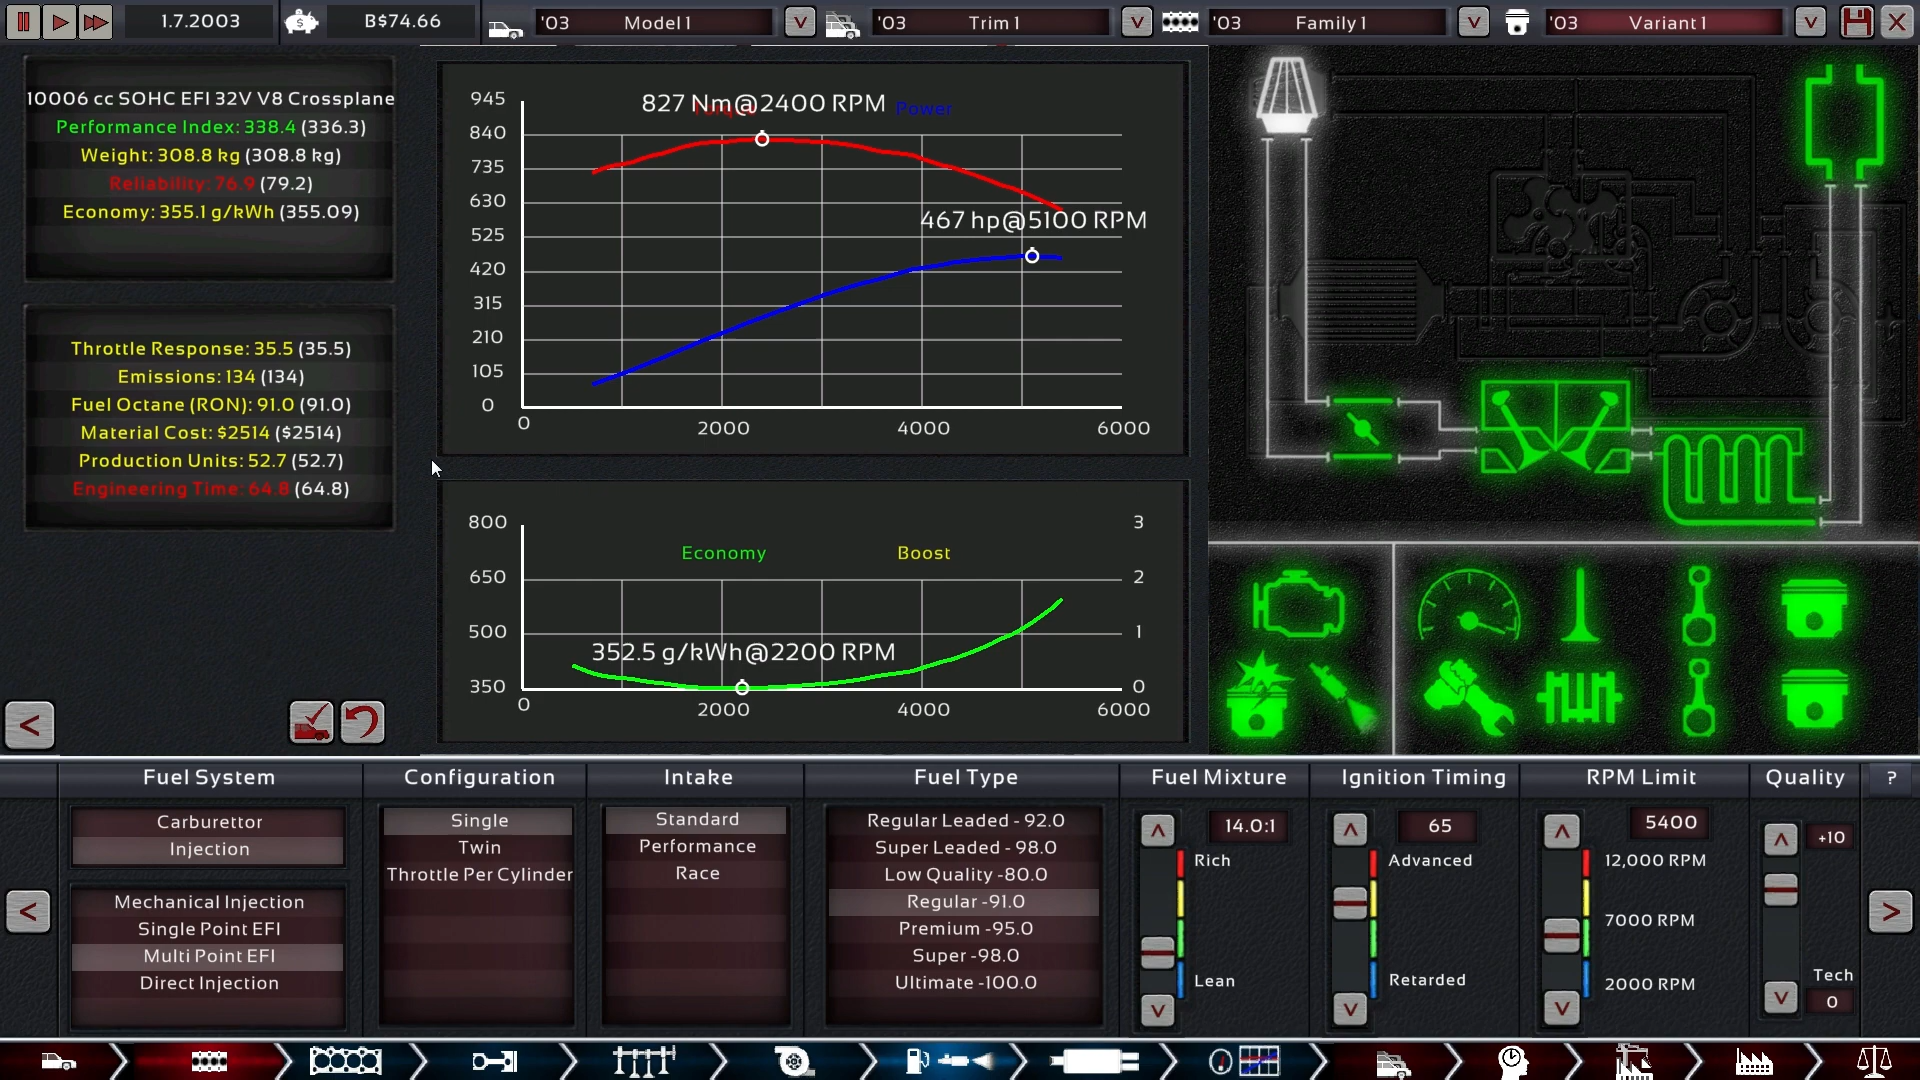 1.7.2003
B$74.66
'03 Model 1
V
'03 Trim 1
V
'03 Family 1
V
'03 Variant 1
V
X
10006 cc SOHC EFI 32V V8 Crossplane
Performance Index: 338.4 (336.3)
Weight: 308.8 kg (308.8 kg)
Reliability: 76.9 (79.2)
Economy: 355.1 g/kWh (355.09)
Throttle Response: 35.5 (35.5)
Emissions: 134 (134)
Fuel Octane (RON): 91.0 (91.0)
Material Cost: $2514 ($2514)
Production Units: 52.7 (52.7)
Engineering Time: 64.8 (64.8)
945
840
735
630
525
420
315
210
105
0
0
2000
4000
6000
827 Nm@2400 RPM
Power
467 hp@5100 RPM
800
650
500
350
3
2
1
0
Economy
Boost
352.5 g/kWh@2200 RPM
0
2000
4000
6000
Fuel System
Carburettor
Injection
Mechanical Injection
Single Point EFI
Multi Point EFI
Direct Injection
Configuration
Single
Twin
Throttle Per Cylinder
Intake
Standard
Performance
Race
Fuel Type
Regular Leaded - 92.0
Super Leaded - 98.0
Low Quality -80.0
Regular -91.0
Premium -95.0
Super -98.0
Ultimate -100.0
Fuel Mixture
14.0:1
Rich
Lean
Ignition Timing
65
Advanced
Retarded
RPM Limit
5400
12,000 RPM
7000 RPM
2000 RPM
Quality
+10
Tech
0
?